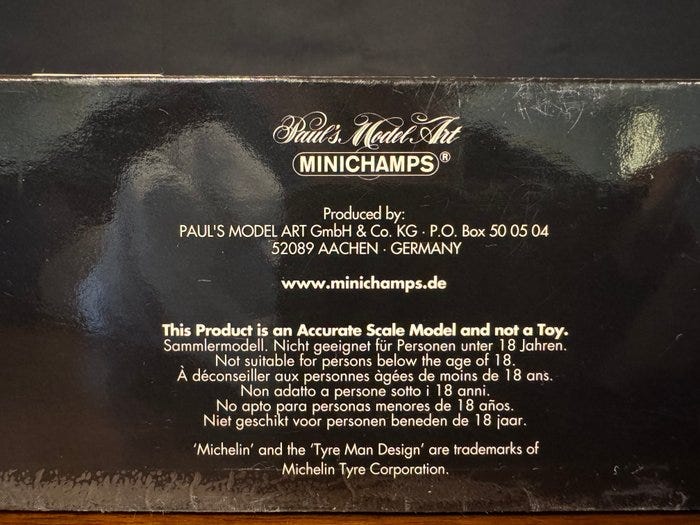 Paul's Model Art
MINICHAMPS®
Produced by:
PAUL'S MODEL ART GmbH & Co. KG · P.O. Box 50 05 04
52089 AACHEN · GERMANY
www.minichamps.de
This Product is an Accurate Scale Model and not a Toy.
Sammlermodell. Nicht geeignet für Personen unter 18 Jahren.
Not suitable for persons below the age of 18.
À déconseiller aux personnes àgées de moins de 18 ans.
Non adatto a persone sotto i 18 anni.
No apto para personas menores de 18 años.
Niet geschikt voor personen beneden de 18 jaar.
'Michelin' and the 'Tyre Man Design' are trademarks of
Michelin Tyre Corporation.